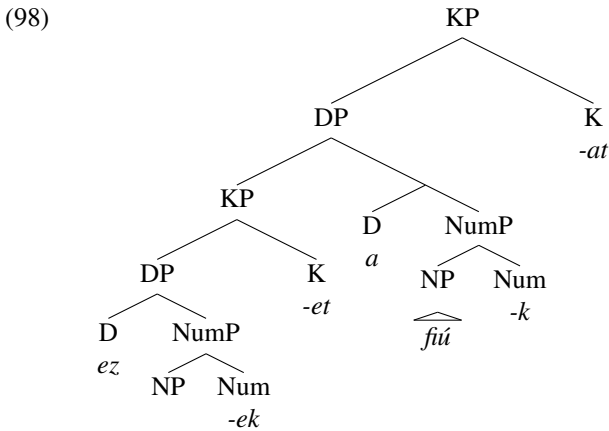 (98) KP
DP K
-at
KP D NumP
a
DP K NP Num
-et fiú -k
D NumP
ez
NP Num
-ek